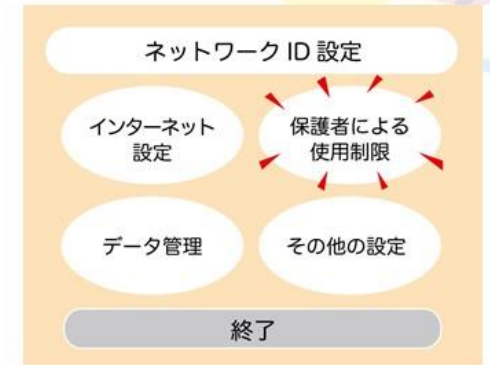 ネットワーク ID 設定
インターネット
設定
保護者による
使用制限
データ管理
その他の設定
終了